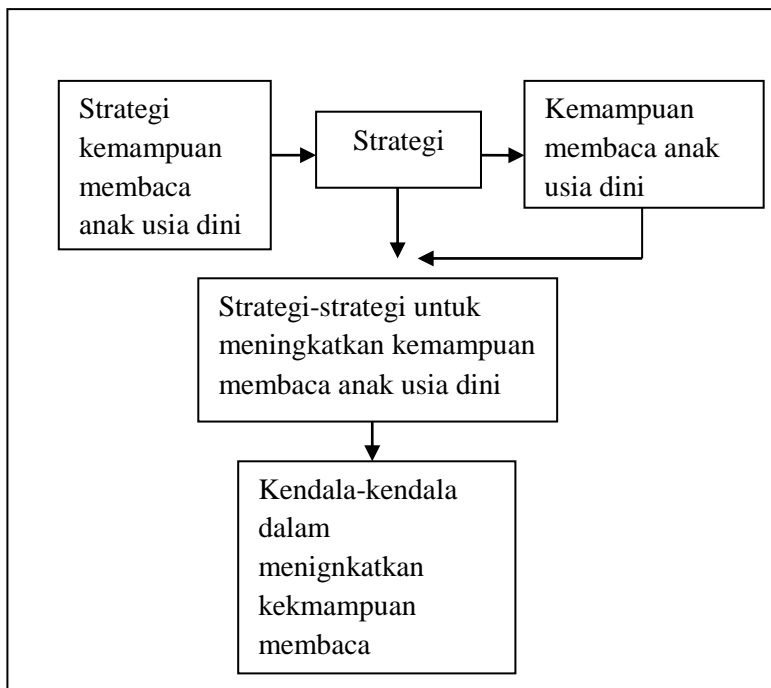 Strategi
kemampuan
membaca
anak usia dini
Strategi
Kemampuan
membaca anak
usia dini
Strategi-strategi untuk
meningkatkan kemampuan
membaca anak usia dini
Kendala-kendala
dalam
menignkatkan
kekmampuan
membaca